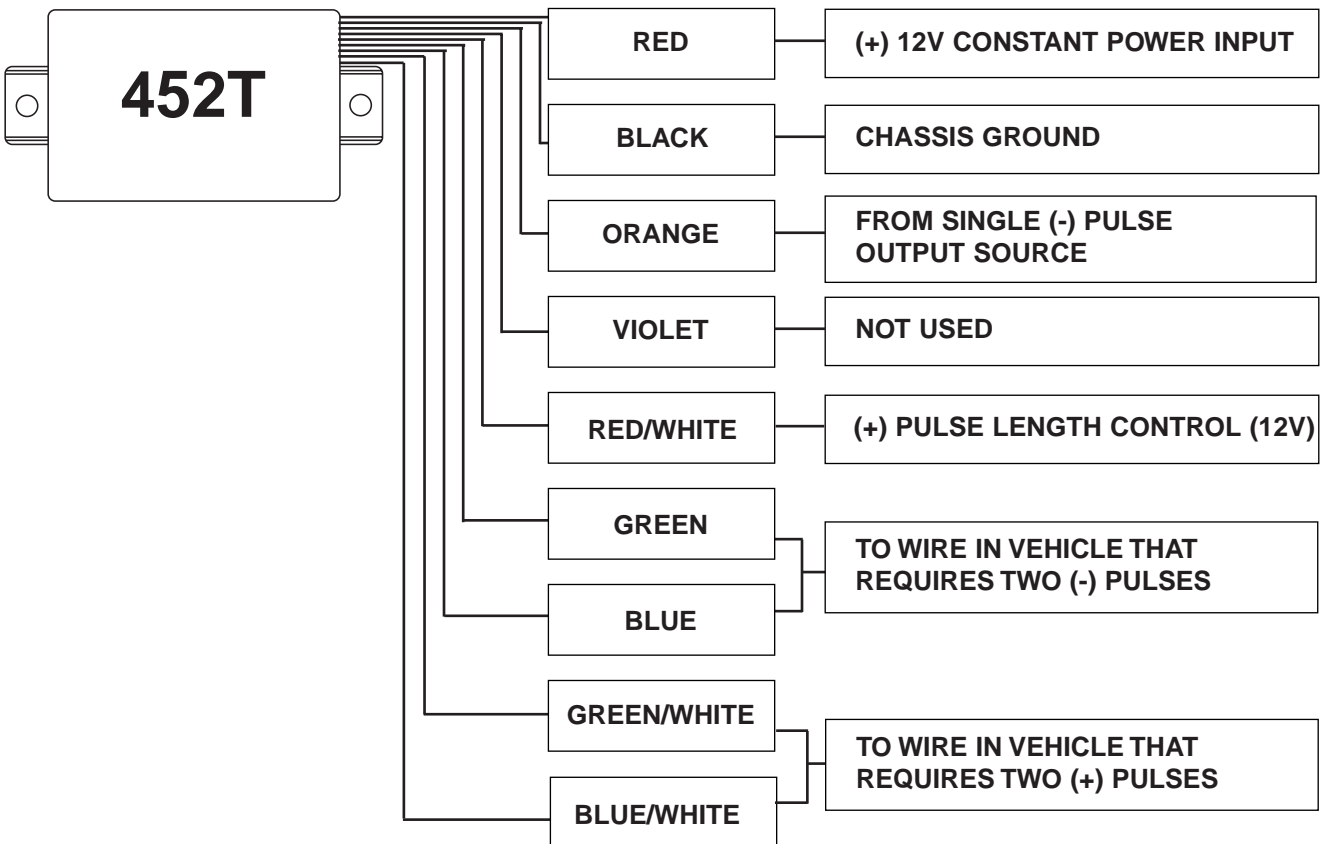 452T
RED
(+) 12V CONSTANT POWER INPUT
BLACK
CHASSIS GROUND
ORANGE
FROM SINGLE (-) PULSE
OUTPUT SOURCE
VIOLET
NOT USED
RED/WHITE
(+) PULSE LENGTH CONTROL (12V)
GREEN
BLUE
TO WIRE IN VEHICLE THAT
REQUIRES TWO (-) PULSES
GREEN/WHITE
BLUE/WHITE
TO WIRE IN VEHICLE THAT
REQUIRES TWO (+) PULSES